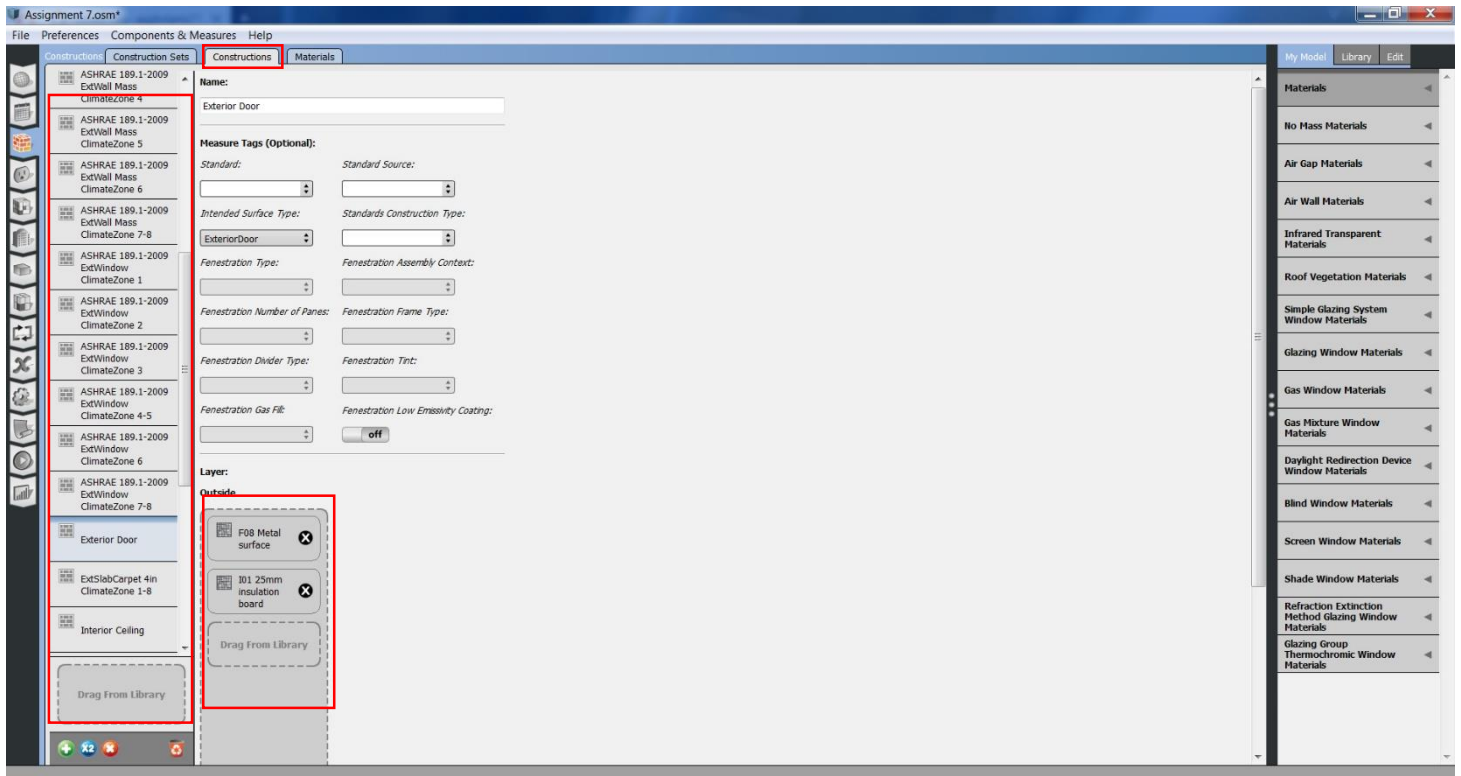 Assignment 7.osm*
File Preferences Components & Measures Help
Constructions Construction Sets Constructions Materials
My Model Library Edit
ASHRAE 189.1-2009
ExtWall Mass
ClimateZone 4
ASHRAE 189.1-2009
ExtWall Mass
ClimateZone 5
ASHRAE 189.1-2009
ExtWall Mass
ClimateZone 6
ASHRAE 189.1-2009
ExtWall Mass
ClimateZone 7-8
ASHRAE 189.1-2009
ExtWindow
ClimateZone 1
ASHRAE 189.1-2009
ExtWindow
ClimateZone 2
ASHRAE 189.1-2009
ExtWindow
ClimateZone 3
ASHRAE 189.1-2009
ExtWindow
ClimateZone 4-5
ASHRAE 189.1-2009
ExtWindow
ClimateZone 6
ASHRAE 189.1-2009
ExtWindow
ClimateZone 7-8
Exterior Door
ExtSlabCarpet 4in
ClimateZone 1-8
Interior Ceiling
Drag From Library
x2
Name:
Exterior Door
Measure Tags (Optional):
Standard: Standard Source:
Intended Surface Type: Standards Construction Type:
ExteriorDoor
Fenestration Type: Fenestration Assembly Context:
Fenestration Number of Panes: Fenestration Frame Type:
Fenestration Divider Type: Fenestration Tint:
Fenestration Gas Fill: Fenestration Low Emissivity Coating:
off
Layer:
Outside
F08 Metal
surface
I01 25mm
insulation
board
Drag From Library
Materials
No Mass Materials
Air Gap Materials
Air Wall Materials
Infrared Transparent
Materials
Roof Vegetation Materials
Simple Glazing System
Window Materials
Glazing Window Materials
Gas Window Materials
Gas Mixture Window
Materials
Daylight Redirection Device
Window Materials
Blind Window Materials
Screen Window Materials
Shade Window Materials
Refraction Extinction
Method Glazing Window
Materials
Glazing Group
Thermochromic Window
Materials